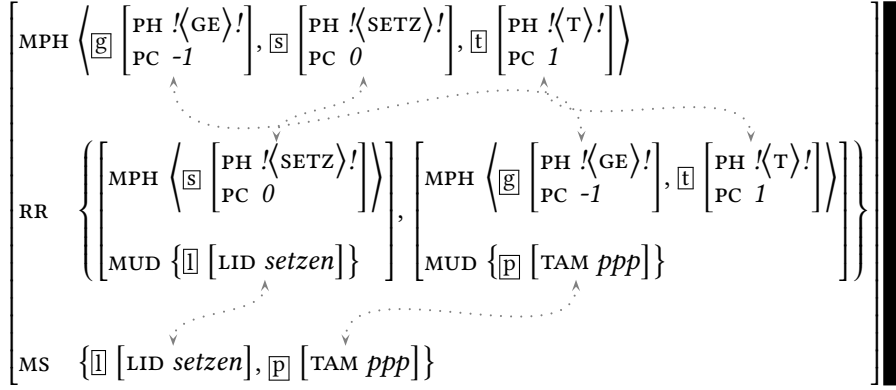 MPH ⟨ g [PH !⟨GE⟩!], s [PH !⟨SETZ⟩!], t [PH !⟨T⟩!] ⟩
PC -1 PC 0 PC 1
MPH ⟨ s [PH !⟨SETZ⟩!] ⟩, MPH ⟨ g [PH !⟨GE⟩!], t [PH !⟨T⟩!] ⟩
PC 0 PC -1 PC 1
RR
MUD {l [LID setzen]} MUD {p [TAM ppp]}
MS {l [LID setzen], p [TAM ppp]}